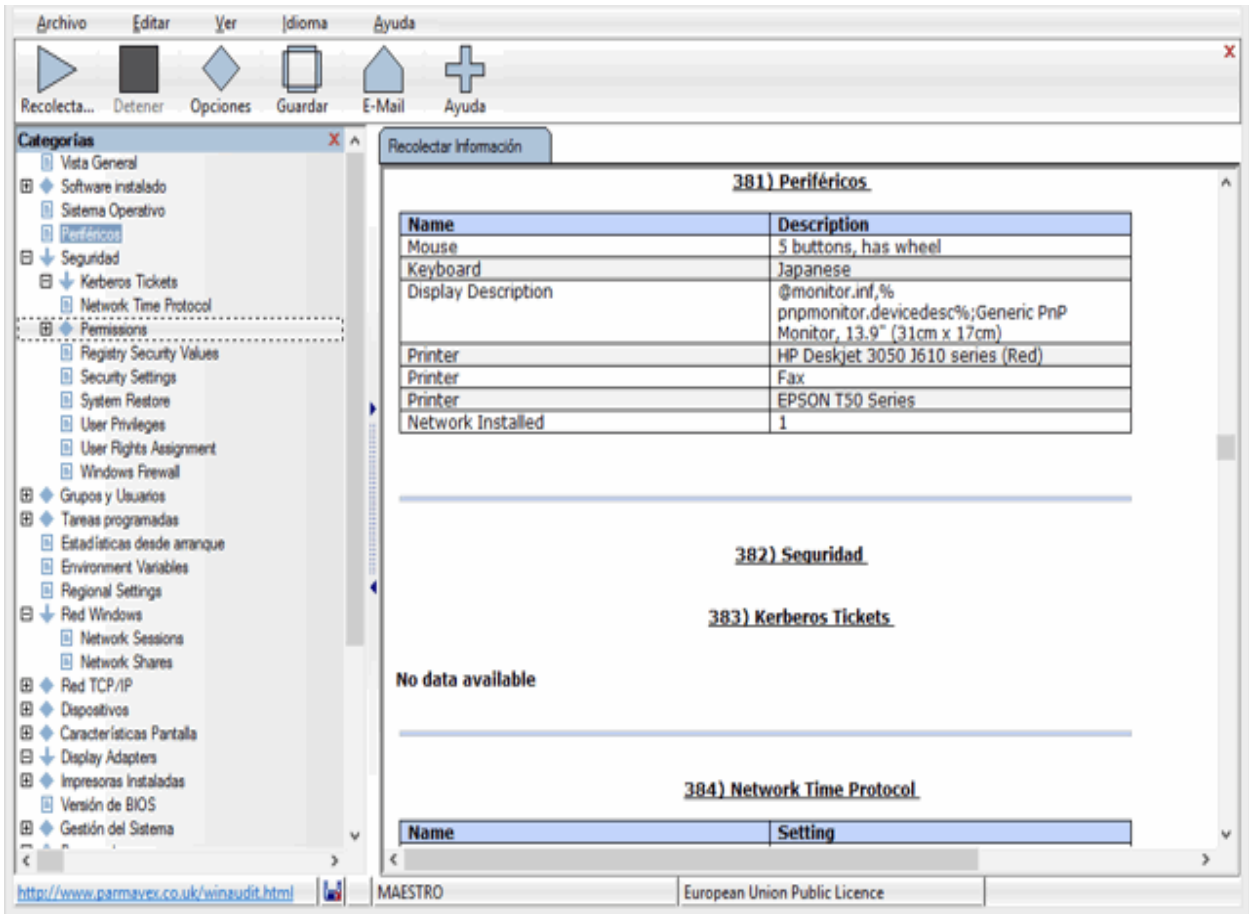 Archivo Editar Ver Idioma Ayuda
Recolecta... Detener Opciones Guardar E-Mail Ayuda
Categorías
Vista General
Software instalado
Sistema Operativo
Periféricos
Seguridad
Kerberos Tickets
Network Time Protocol
Permissions
Registry Security Values
Security Settings
System Restore
User Privileges
User Rights Assignment
Windows Firewall
Grupos y Usuarios
Tareas programadas
Estadísticas desde arranque
Environment Variables
Regional Settings
Red Windows
Network Sessions
Network Shares
Red TCP/IP
Dispositivos
Características Pantalla
Display Adapters
Impresoras Instaladas
Versión de BIOS
Gestión del Sistema
Recolectar Información
381) Periféricos
Name Description
Mouse 5 buttons, has wheel
Keyboard Japanese
Display Description @monitor.inf,%
pnpmonitor.devicedesc%;Generic PnP
Monitor, 13.9" (31cm x 17cm)
Printer HP Deskjet 3050 J610 series (Red)
Printer Fax
Printer EPSON T50 Series
Network Installed 1
382) Seguridad
383) Kerberos Tickets
No data available
384) Network Time Protocol
Name Setting
http://www.parmavex.co.uk/winaudit.html MAESTRO European Union Public Licence